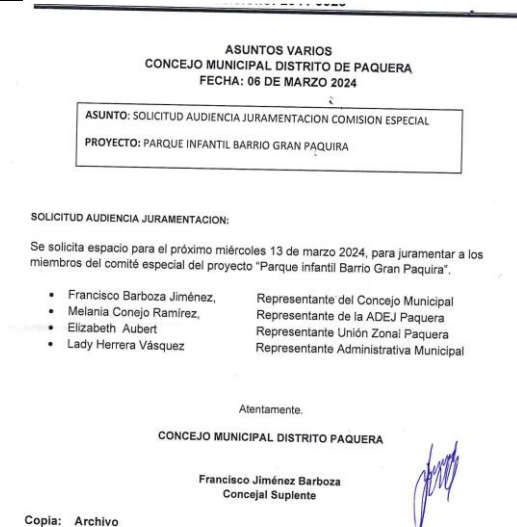 ASUNTOS VARIOS
CONCEJO MUNICIPAL DISTRITO DE PAQUERA
FECHA: 06 DE MARZO 2024
ASUNTO: SOLICITUD AUDIENCIA JURAMENTACION COMISION ESPECIAL
PROYECTO: PARQUE INFANTIL BARRIO GRAN PAQUIRA
SOLICITUD AUDIENCIA JURAMENTACION:
Se solicita espacio para el próximo miércoles 13 de marzo 2024, para juramentar a los
miembros del comité especial del proyecto “Parque infantil Barrio Gran Paquira”.
• Francisco Barboza Jiménez, Representante del Concejo Municipal
• Melania Conejo Ramírez, Representante de la ADEJ Paquera
• Elizabeth Aubert Representante Unión Zonal Paquera
• Lady Herrera Vásquez Representante Administrativa Municipal
Atentamente.
CONCEJO MUNICIPAL DISTRITO PAQUERA
Francisco Jiménez Barboza
Concejal Suplente
Copia: Archivo